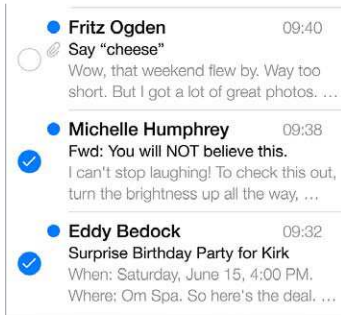 Fritz Ogden 09:40
Say “cheese”
Wow, that weekend flew by. Way too
short. But I got a lot of great photos. …
Michelle Humphrey 09:38
Fwd: You will NOT believe this.
I can't stop laughing! To check this out,
turn the brightness up all the way, …
Eddy Bedock 09:32
Surprise Birthday Party for Kirk
When: Saturday, June 15, 4:00 PM.
Where: Om Spa. So here's the deal. …